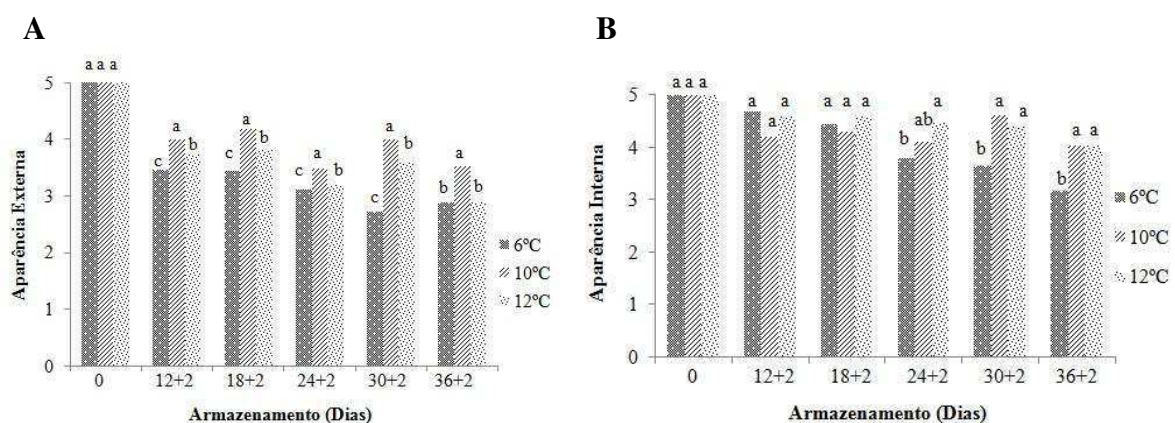 A
a a a
c a b
c a b
c a b
c a b
b a b
5
4
3
2
1
0
Aparência Externa
0 12+2 18+2 24+2 30+2 36+2
Armazenamento (Dias)
6ºC
10ºC
12ºC
B
a a a
a a a
a a a
b ab a
b a a
b a a
5
4
3
2
1
0
Aparência Interna
0 12+2 18+2 24+2 30+2 36+2
Armazenamento (Dias)
6ºC
10ºC
12ºC